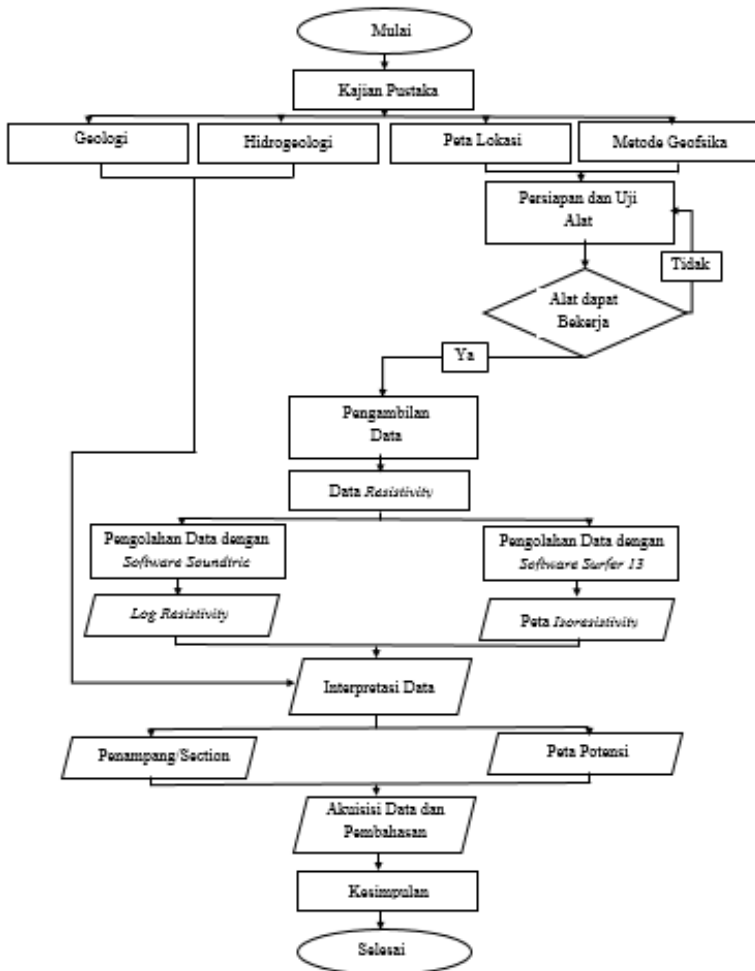 Mulai
Kajian Pustaka
Geologi
Hidrogeologi
Peta Lokasi
Metode Geofsika
Persiapan dan Uji
Alat
Tidak
Alat dapat
Bekerja
Ya
Pengambilan
Data
Data Resistivity
Pengolahan Data dengan
Software Soundtric
Pengolahan Data dengan
Software Surfer 13
Log Resistivity
Peta Isoresistivity
Interpretasi Data
Penampang/Section
Peta Potensi
Akuisisi Data dan
Pembahasan
Kesimpulan
Selesai